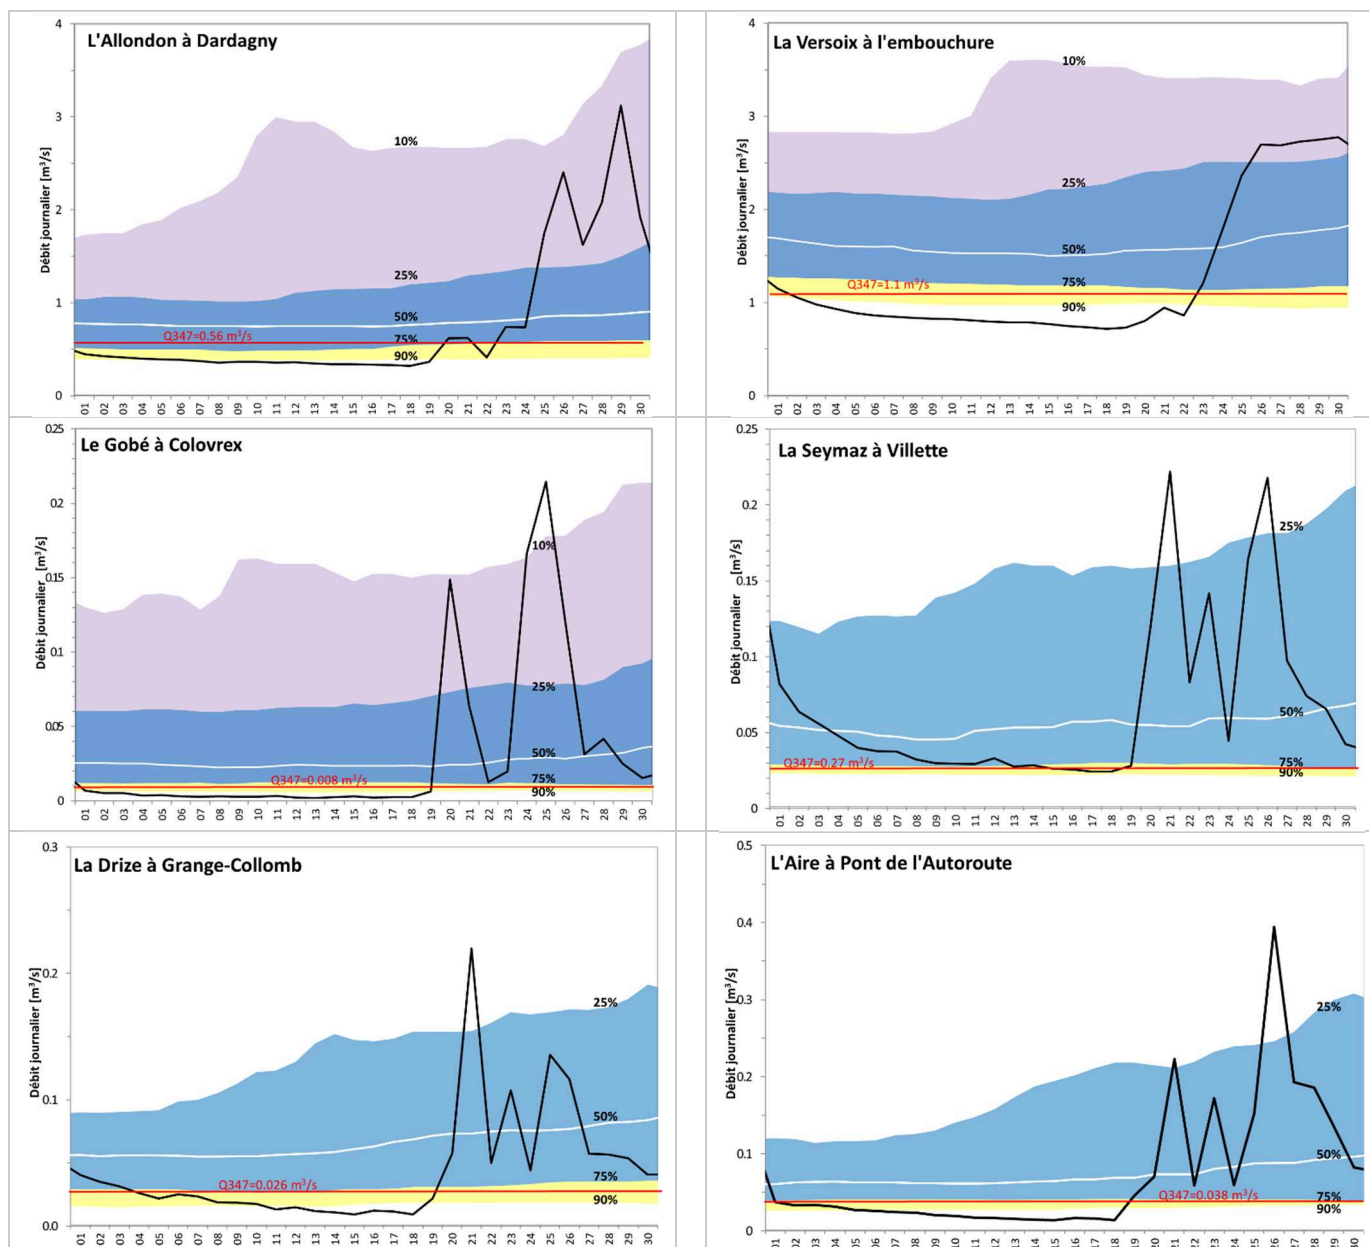 L'Allondon à Dardagny
Débit journalier [m³/s]
4
3
2
1
0
10%
25%
50%
75%
90%
Q347=0.56 m³/s
01 02 03 04 05 06 07 08 09 10 11 12 13 14 15 16 17 18 19 20 21 22 23 24 25 26 27 28 29 30
La Versoix à l'embouchure
Débit journalier [m³/s]
4
3
2
1
0
10%
25%
50%
75%
90%
Q347=1.1 m³/s
01 02 03 04 05 06 07 08 09 10 11 12 13 14 15 16 17 18 19 20 21 22 23 24 25 26 27 28 29 30
Le Gobé à Colovrex
Débit journalier [m³/s]
0.25
0.2
0.15
0.1
0.05
0
10%
25%
50%
75%
90%
Q347=0.008 m³/s
01 02 03 04 05 06 07 08 09 10 11 12 13 14 15 16 17 18 19 20 21 22 23 24 25 26 27 28 29 30
La Seymaz à Villette
Débit journalier [m³/s]
0.25
0.2
0.15
0.1
0.05
0
25%
50%
75%
90%
Q347=0.27 m³/s
01 02 03 04 05 06 07 08 09 10 11 12 13 14 15 16 17 18 19 20 21 22 23 24 25 26 27 28 29 30
La Drize à Grange-Collomb
Débit journalier [m³/s]
0.3
0.2
0.1
0.0
25%
50%
75%
90%
Q347=0.026 m³/s
01 02 03 04 05 06 07 08 09 10 11 12 13 14 15 16 17 18 19 20 21 22 23 24 25 26 27 28 29 30
L'Aire à Pont de l'Autoroute
Débit journalier [m³/s]
0.5
0.4
0.3
0.2
0.1
0
25%
50%
75%
90%
Q347=0.038 m³/s
01 02 03 04 05 06 07 08 09 10 11 12 13 14 15 16 17 18 19 20 21 22 23 24 25 26 27 28 29 30